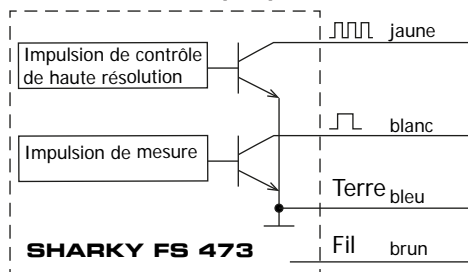 Impulsion de contrôle
de haute résolution
jaune
Impulsion de mesure
blanc
Terre bleu
SHARKY FS 473
Fil brun